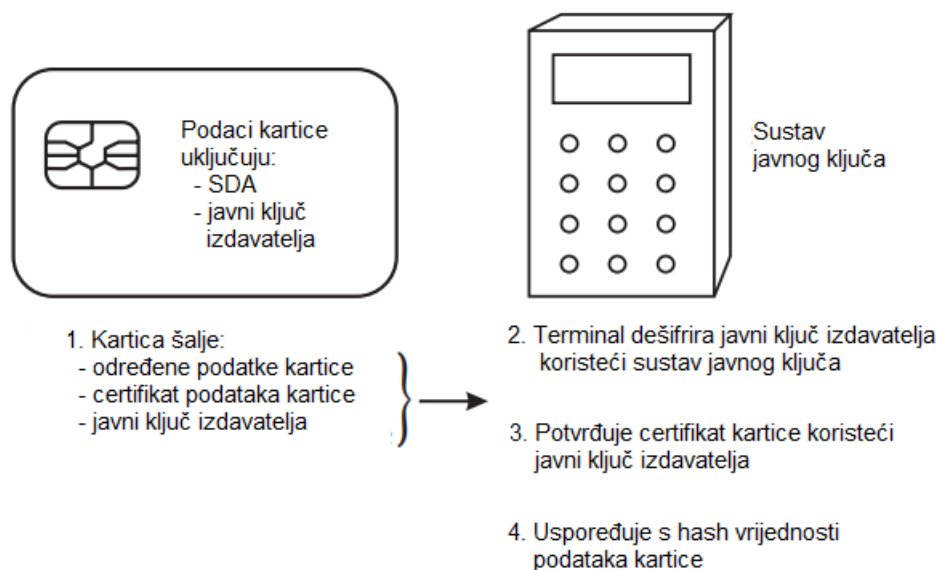 Podaci kartice
uključuju:
- SDA
- javni ključ
izdavatelja
Sustav
javnog ključa
1. Kartica šalje:
- određene podatke kartice
- certifikat podataka kartice
- javni ključ izdavatelja
2. Terminal dešifrira javni ključ izdavatelja
koristeći sustav javnog ključa
3. Potvrđuje certifikat kartice koristeći
javni ključ izdavatelja
4. Uspoređuje s hash vrijednosti
podataka kartice